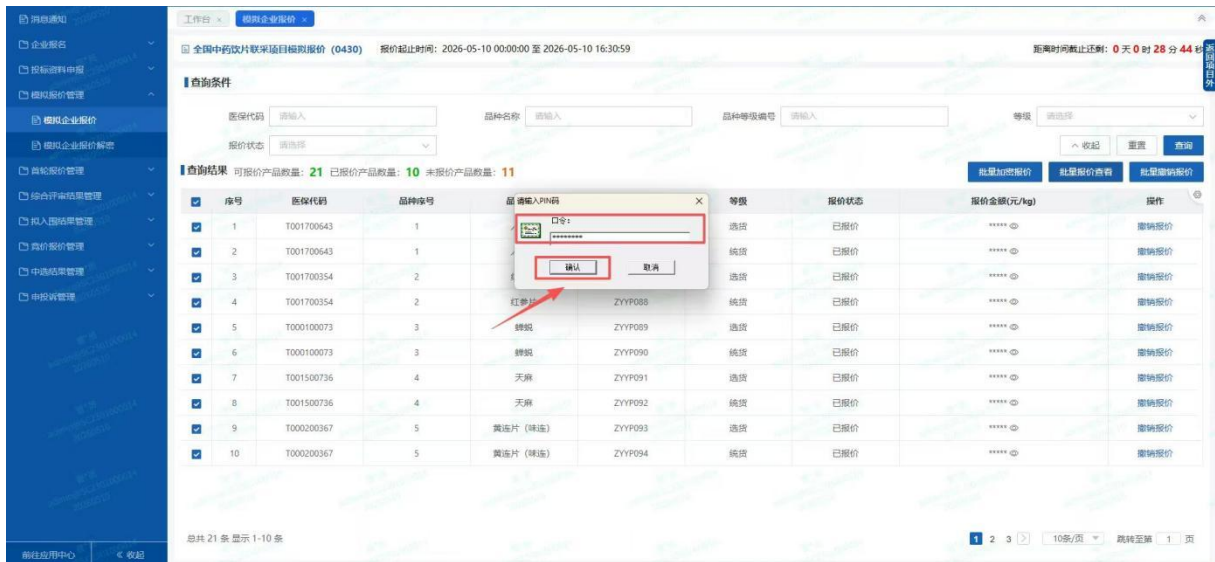 消息通知
企业报名
投标资料申报
模拟报价管理
模拟企业报价
模拟企业报价解密
首轮报价管理
综合评审结果管理
拟入围结果管理
竞价报价管理
中选结果管理
申投诉管理
前往应用中心 《 收起
工作台 × 模拟企业报价 ×
全国中药饮片联采项目模拟报价（0430） 报价起止时间：2026-05-10 00:00:00 至 2026-05-10 16:30:59 距离时间截止还剩：0 天 0 时 28 分 44 秒
返回项目外
查询条件
医保代码 请输入 品种名称 请输入 品种等级编号 请输入 等级 请选择
报价状态 请选择 收起 重置 查询
查询结果 可报价产品数量：21 已报价产品数量：10 未报价产品数量：11 批量加密报价 批量报价查看 批量撤销报价
序号 医保代码 品种序号 等级 报价状态 报价金额(元/kg) 操作
1 T001700643 1 选货 已报价 ***** 撤销报价
2 T001700643 1 统货 已报价 ***** 撤销报价
3 T001700354 2 选货 已报价 ***** 撤销报价
4 T001700354 2 红参片 ZYYP088 统货 已报价 ***** 撤销报价
5 T000100073 3 蝉蜕 ZYYP089 选货 已报价 ***** 撤销报价
6 T000100073 3 蝉蜕 ZYYP090 统货 已报价 ***** 撤销报价
7 T001500736 4 天麻 ZYYP091 选货 已报价 ***** 撤销报价
8 T001500736 4 天麻 ZYYP092 统货 已报价 ***** 撤销报价
9 T000200367 5 黄连片（味连） ZYYP093 选货 已报价 ***** 撤销报价
10 T000200367 5 黄连片（味连） ZYYP094 统货 已报价 ***** 撤销报价
请输入PIN码 ×
口令：
********
确认 取消
总共 21 条 显示 1-10 条 1 2 3 > 10条/页 跳转至第 1 页